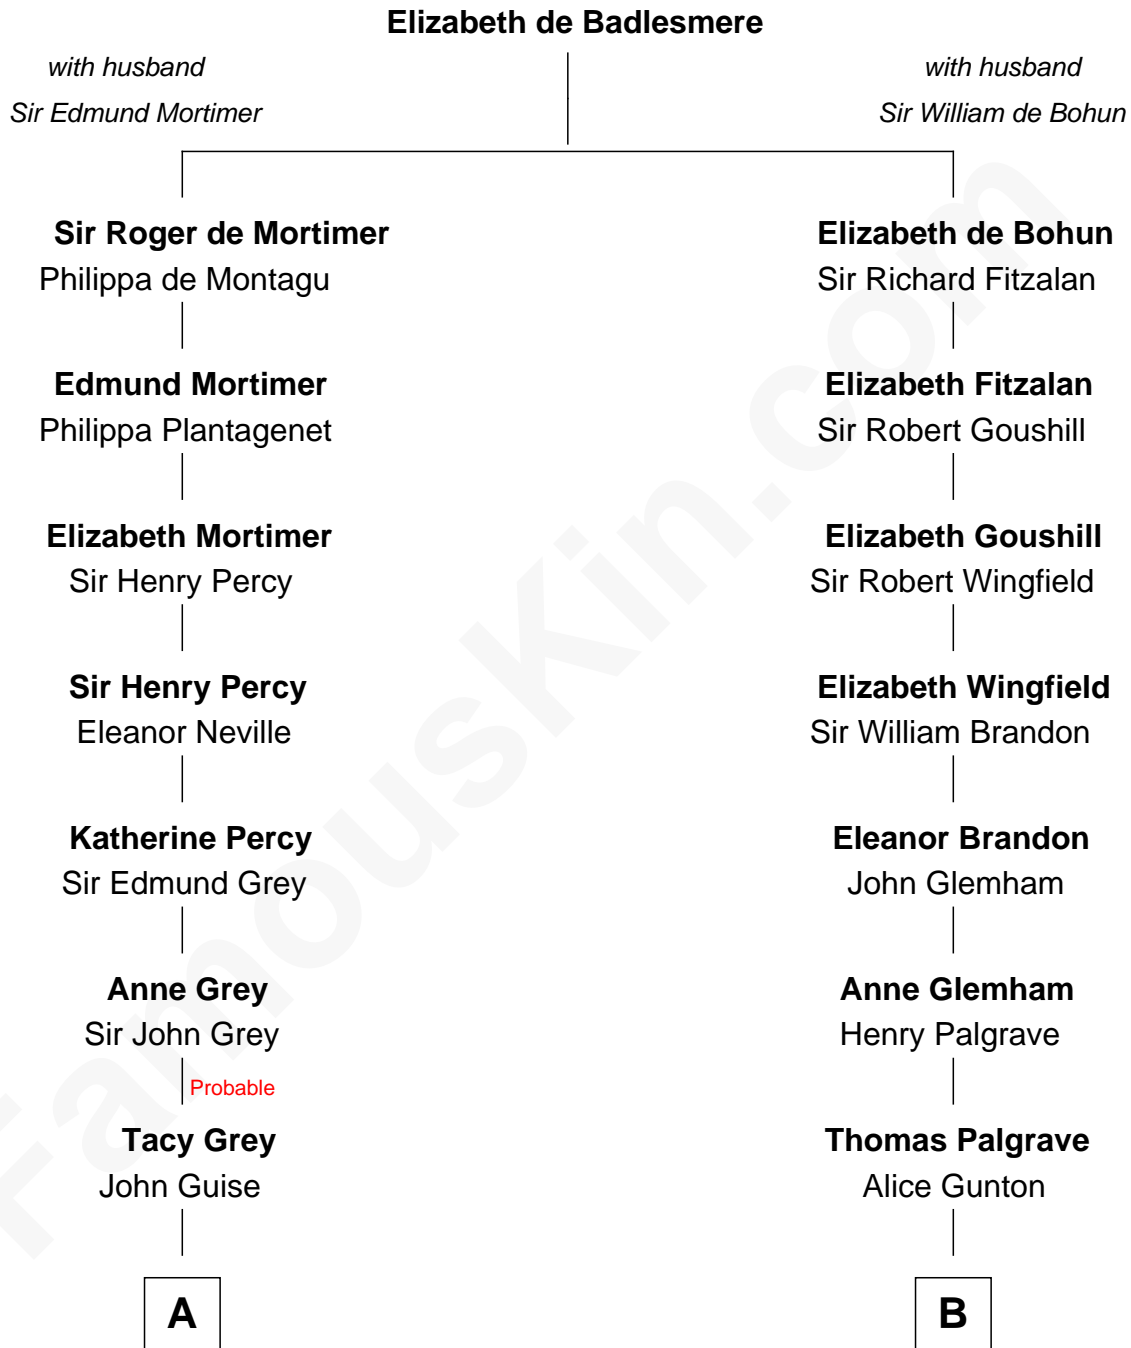 Elizabeth de Badlesmere
with husband
Sir Edmund Mortimer
with husband
Sir William de Bohun
Sir Roger de Mortimer
Philippa de Montagu
Elizabeth de Bohun
Sir Richard Fitzalan
Edmund Mortimer
Philippa Plantagenet
Elizabeth Fitzalan
Sir Robert Goushill
Elizabeth Mortimer
Sir Henry Percy
Elizabeth Goushill
Sir Robert Wingfield
Sir Henry Percy
Eleanor Neville
Elizabeth Wingfield
Sir William Brandon
Katherine Percy
Sir Edmund Grey
Eleanor Brandon
John Glemham
Anne Grey
Sir John Grey
Anne Glemham
Henry Palgrave
Probable
Tacy Grey
John Guise
Thomas Palgrave
Alice Gunton
A
B
FamousKin.com